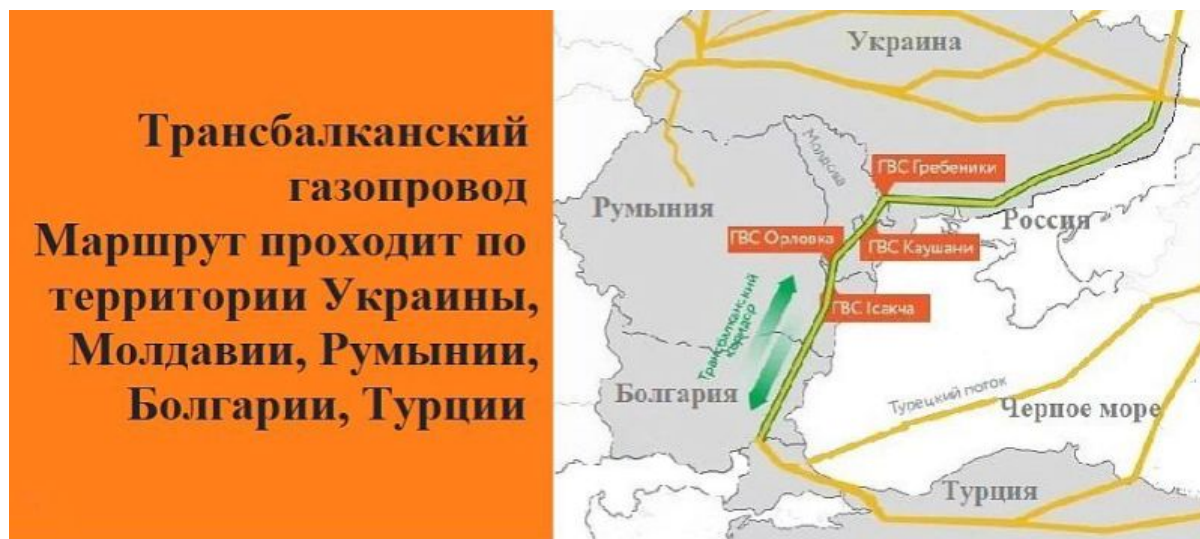 Трансбалканский
газопровод
Маршрут проходит по
территории Украины,
Молдавии, Румынии,
Болгарии, Турции
Украина
Молдова
ГВС Гребеники
Румыния
Россия
ГВС Орловка
ГВС Каушани
Трансбалканский
коридор
ГВС Ісакча
Болгария
Турецкий поток
Черное море
Турция